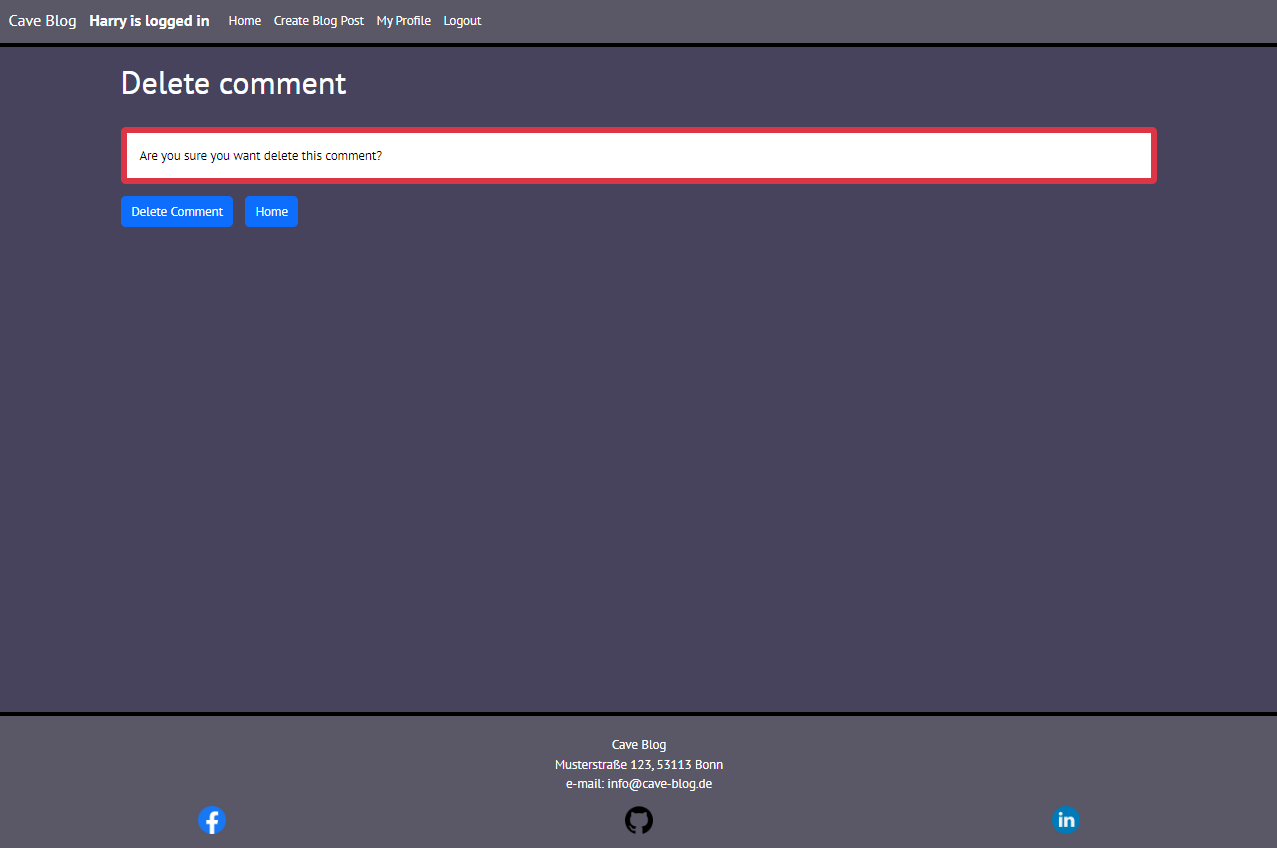 Cave Blog Harry is logged in Home Create Blog Post My Profile Logout
Delete comment
Are you sure you want delete this comment?
Delete Comment Home
Cave Blog
Musterstraße 123, 53113 Bonn
e-mail: info@cave-blog.de
in